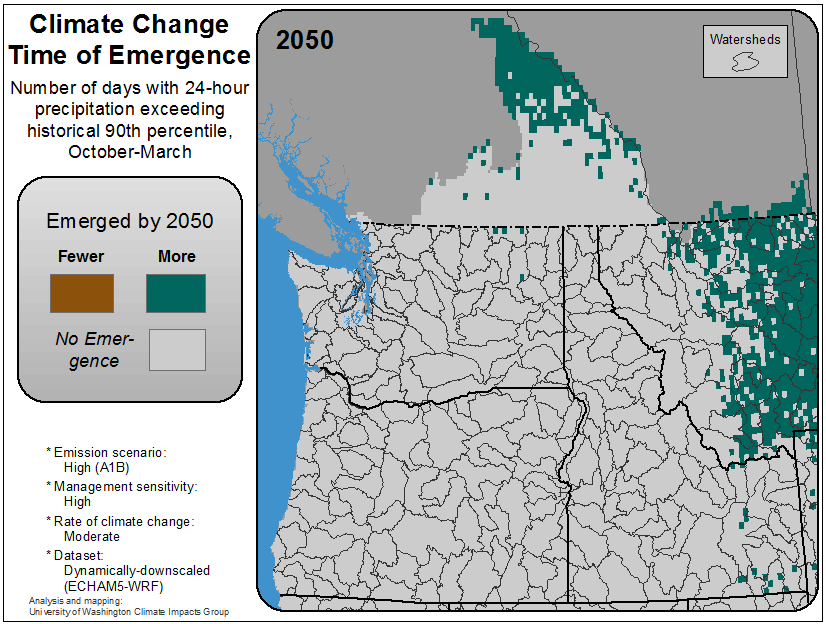 Climate Change
Time of Emergence
Number of days with 24-hour
precipitation exceeding
historical 90th percentile,
October-March
Emerged by 2050
Fewer
More
No Emer-
gence
* Emission scenario:
High (A1B)
* Management sensitivity:
High
* Rate of climate change:
Moderate
* Dataset:
Dynamically-downscaled
(ECHAM5-WRF)
Analysis and mapping:
University of Washington Climate Impacts Group
2050
Watersheds